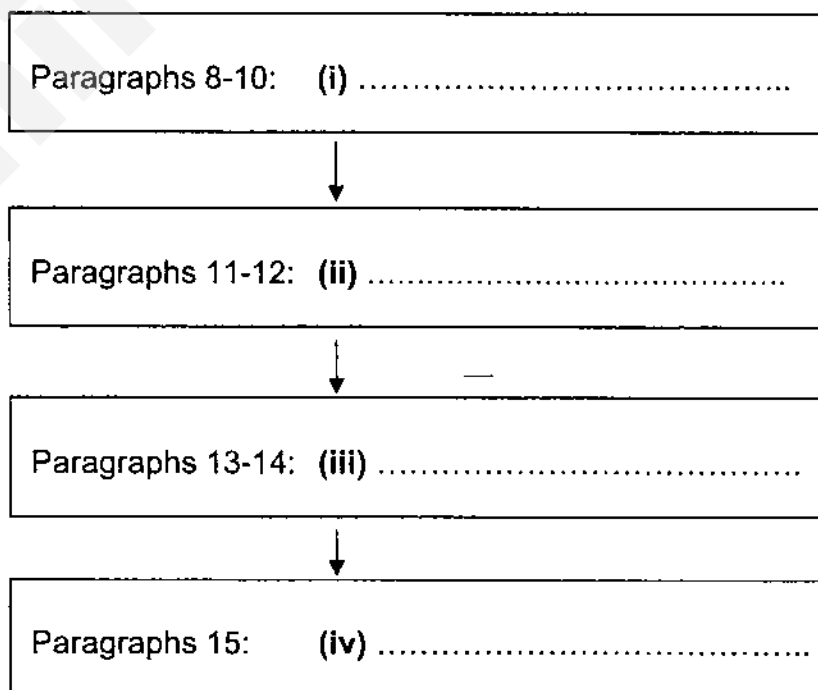 Paragraphs 8-10: (i) ..............................................
Paragraphs 11-12: (ii) ............................................
Paragraphs 13-14: (iii) .............................................
Paragraphs 15: (iv) ..............................................